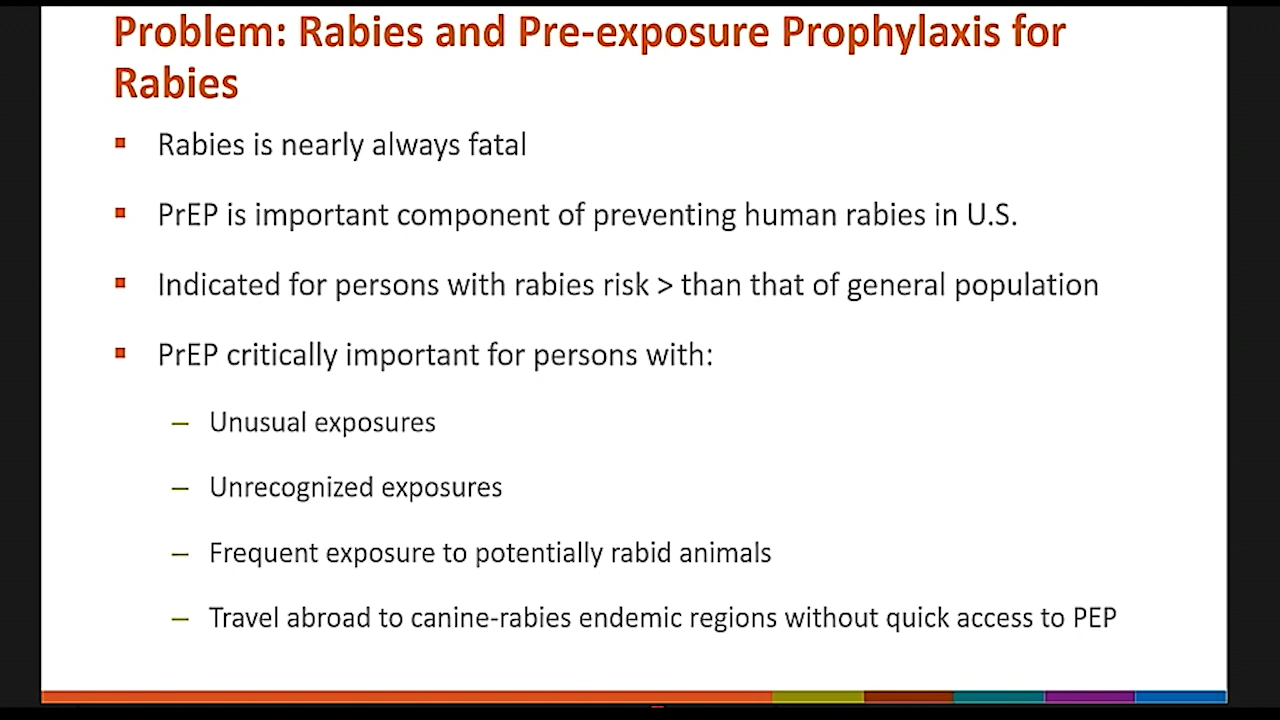 Problem: Rabies and Pre-exposure Prophylaxis for
Rabies
▪ Rabies is nearly always fatal
▪ PrEP is important component of preventing human rabies in U.S.
▪ Indicated for persons with rabies risk > than that of general population
▪ PrEP critically important for persons with:
– Unusual exposures
– Unrecognized exposures
– Frequent exposure to potentially rabid animals
– Travel abroad to canine-rabies endemic regions without quick access to PEP